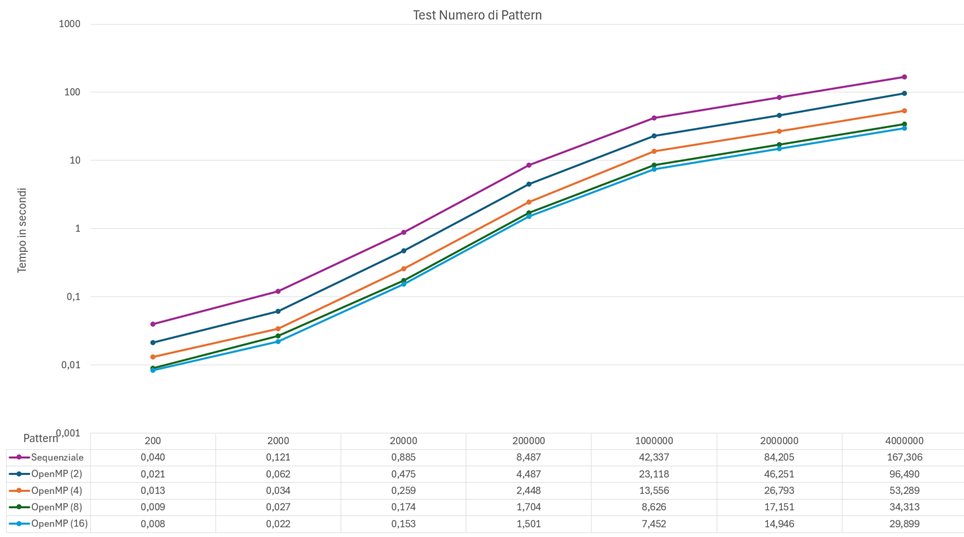 Test Numero di Pattern
1000
100
10
1
0,1
0,01
0,001
Tempo in secondi
Pattern 200 2000 20000 200000 1000000 2000000 4000000
Sequenziale 0,040 0,121 0,885 8,487 42,337 84,205 167,306
OpenMP (2) 0,021 0,062 0,475 4,487 23,118 46,251 96,490
OpenMP (4) 0,013 0,034 0,259 2,448 13,556 26,793 53,289
OpenMP (8) 0,009 0,027 0,174 1,704 8,626 17,151 34,313
OpenMP (16) 0,008 0,022 0,153 1,501 7,452 14,946 29,899